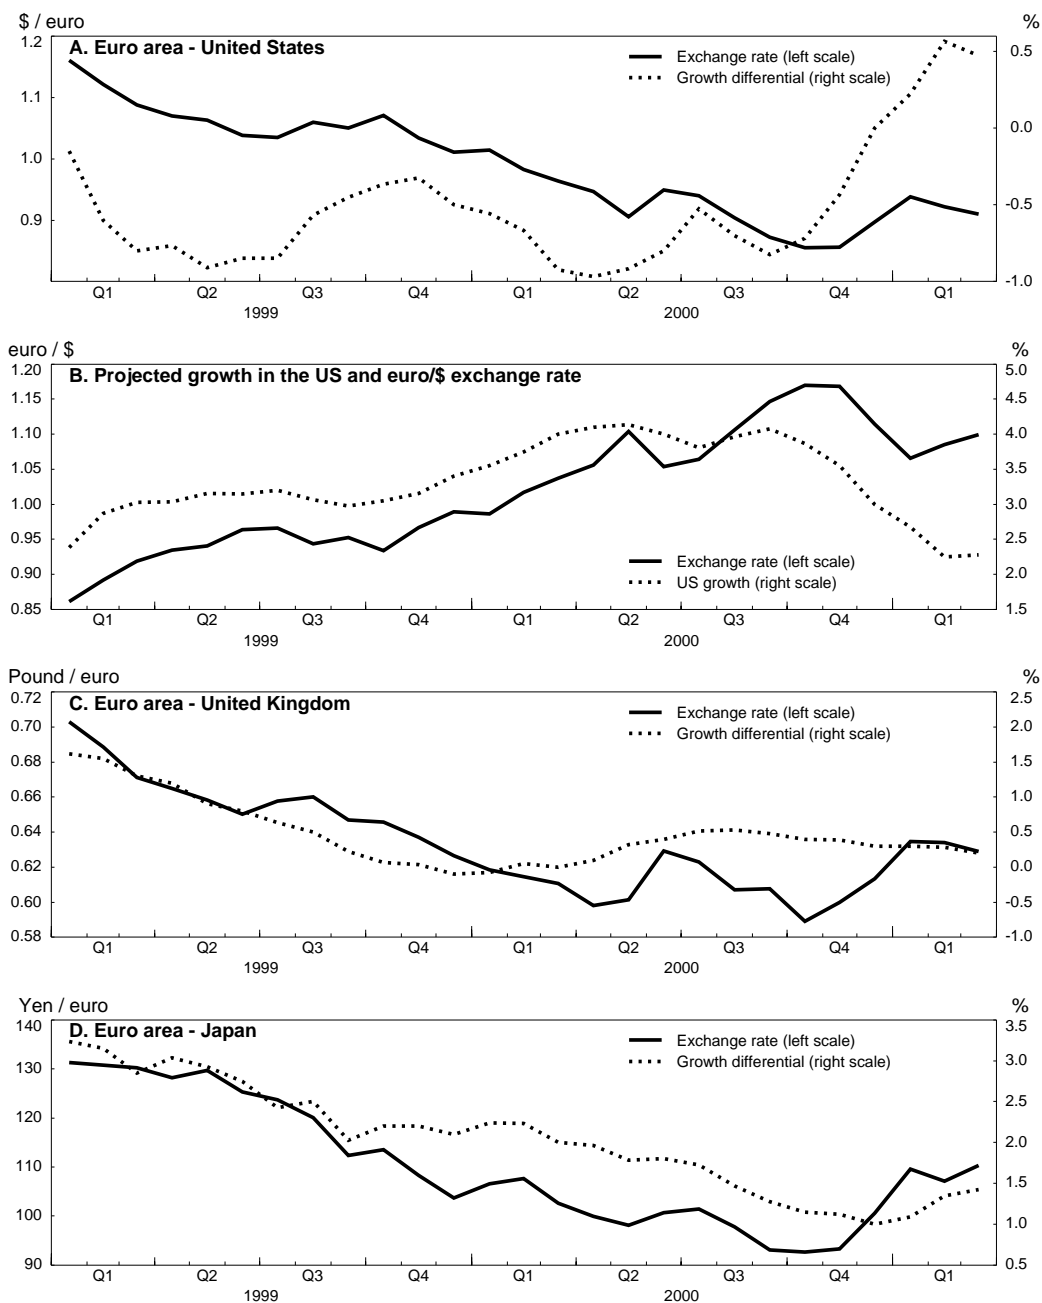 $ / euro %
A. Euro area - United States
Exchange rate (left scale)
Growth differential (right scale)
1.2 0.5
1.1 0.0
1.0 -0.5
0.9 -1.0
Q1 Q2 Q3 Q4 Q1 Q2 Q3 Q4 Q1
1999 2000
euro / $ %
B. Projected growth in the US and euro/$ exchange rate
1.20 5.0
1.15 4.5
1.10 4.0
1.05 3.5
1.00 3.0
0.95 2.5
0.90 2.0
0.85 1.5
Exchange rate (left scale)
US growth (right scale)
Q1 Q2 Q3 Q4 Q1 Q2 Q3 Q4 Q1
1999 2000
Pound / euro %
C. Euro area - United Kingdom
Exchange rate (left scale)
Growth differential (right scale)
0.72 2.5
0.70 2.0
0.68 1.5
0.66 1.0
0.64 0.5
0.62 0.0
0.60 -0.5
0.58 -1.0
Q1 Q2 Q3 Q4 Q1 Q2 Q3 Q4 Q1
1999 2000
Yen / euro %
D. Euro area - Japan
Exchange rate (left scale)
Growth differential (right scale)
140 3.5
130 3.0
120 2.5
110 2.0
100 1.5
90 1.0
0.5
Q1 Q2 Q3 Q4 Q1 Q2 Q3 Q4 Q1
1999 2000